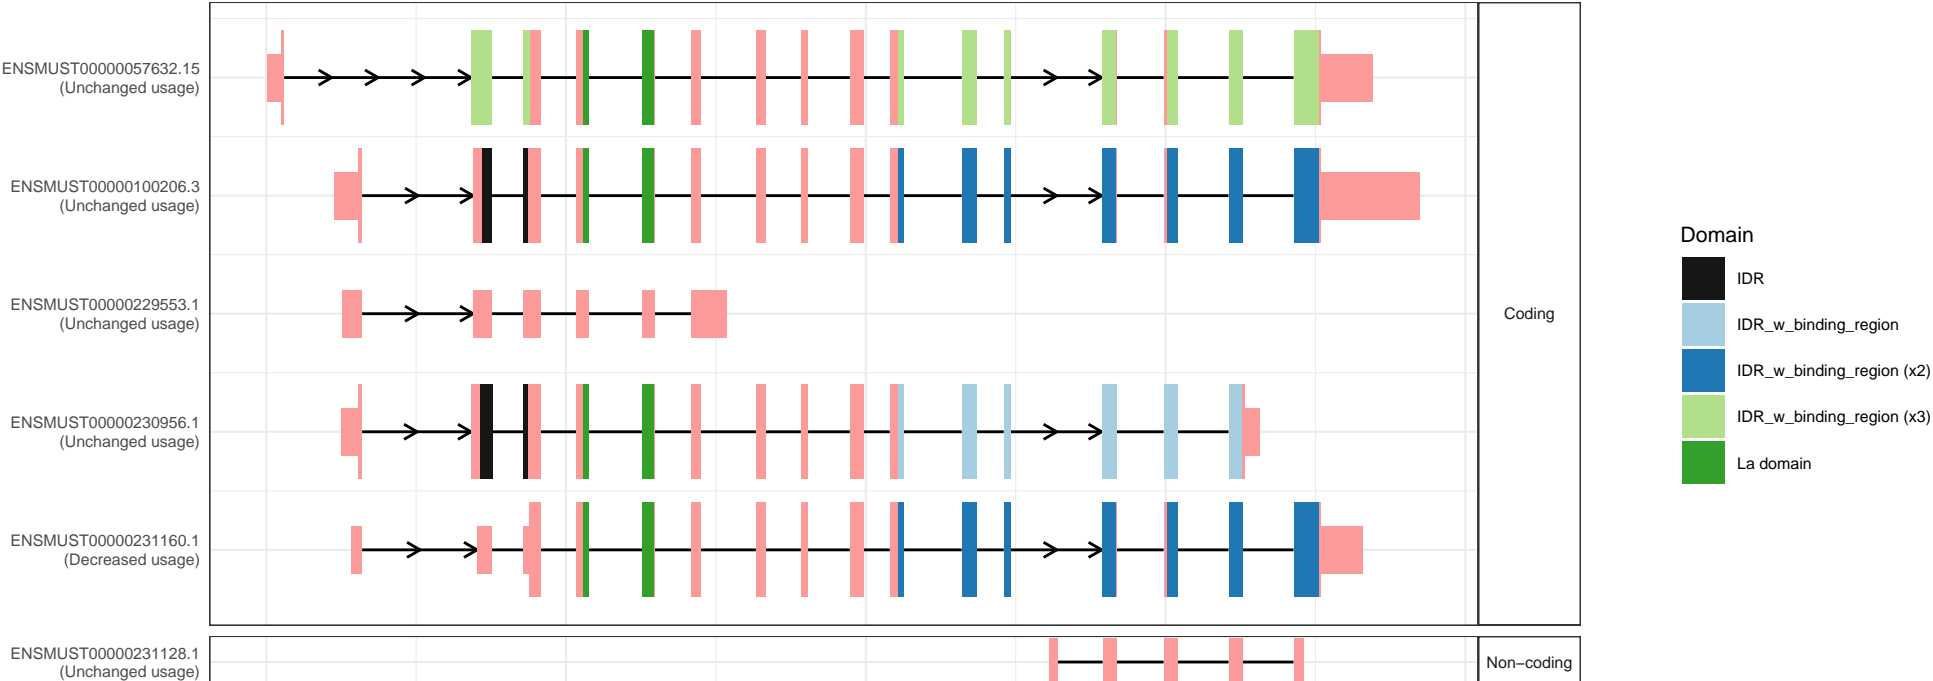 ENSMUST00000057632.15
(Unchanged usage)
ENSMUST00000100206.3
(Unchanged usage)
ENSMUST00000229553.1
(Unchanged usage)
ENSMUST00000230956.1
(Unchanged usage)
ENSMUST00000231160.1
(Decreased usage)
ENSMUST00000231128.1
(Unchanged usage)
Coding
Non−coding
Domain
IDR
IDR_w_binding_region
IDR_w_binding_region (x2)
IDR_w_binding_region (x3)
La domain